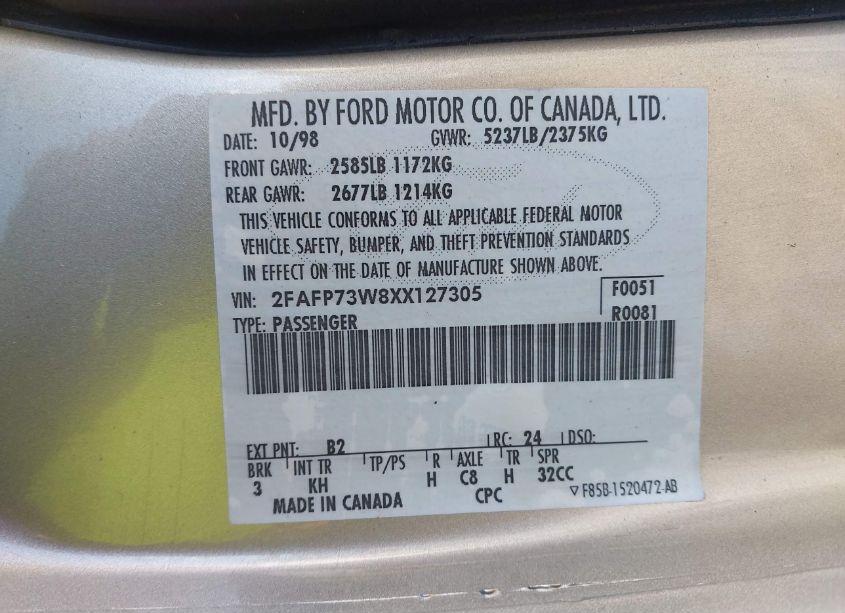 MFD. BY FORD MOTOR CO. OF CANADA, LTD.
DATE: 10/98 GVWR: 5237LB/2375KG
FRONT GAWR: 2585LB 1172KG
REAR GAWR: 2677LB 1214KG
THIS VEHICLE CONFORMS TO ALL APPLICABLE FEDERAL MOTOR
VEHICLE SAFETY, BUMPER, AND THEFT PREVENTION STANDARDS
IN EFFECT ON THE DATE OF MANUFACTURE SHOWN ABOVE.
VIN: 2FAFP73W8XX127305 F0051
TYPE: PASSENGER R0081
EXT PNT: B2 RC: 24 DSO:
BRK INT TR TP/PS R AXLE TR SPR
3 KH H C8 H 32CC
MADE IN CANADA CPC ▽ F85B-1520472-AB